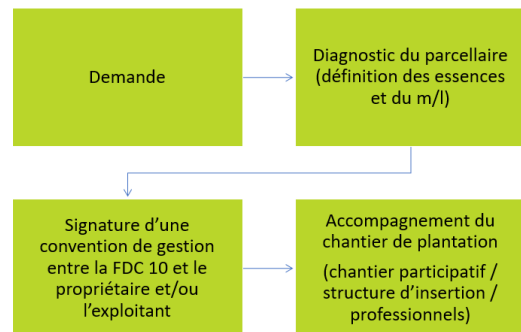 Demande
Diagnostic du parcellaire
(définition des essences
et du m/l)
Signature d'une
convention de gestion
entre la FDC 10 et le
propriétaire et/ou
l'exploitant
Accompagnement du
chantier de plantation
(chantier participatif /
structure d'insertion /
professionnels)